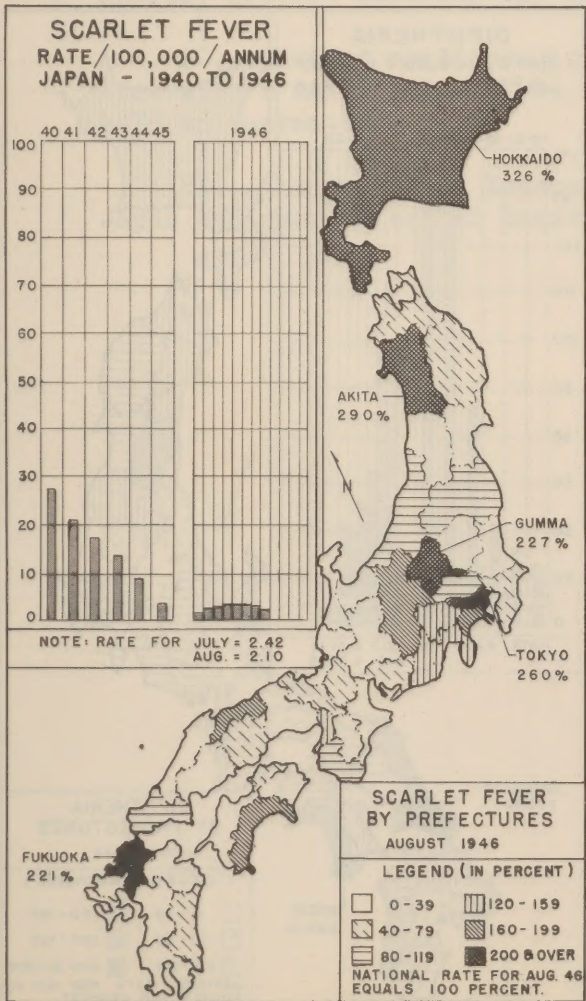 SCARLET FEVER
RATE/100,000/ANNUM
JAPAN - 1940 TO 1946
40 41 42 43 44 45
1946
100
90
80
70
60
50
40
30
20
10
0
NOTE: RATE FOR JULY = 2.42
AUG. = 2.10
HOKKAIDO
326 %
AKITA
290%
N
GUMMA
227%
TOKYO
260%
FUKUOKA
221%
SCARLET FEVER
BY PREFECTURES
AUGUST 1946
LEGEND (IN PERCENT)
0-39 120-159
40-79 160-199
80-119 200 & OVER
NATIONAL RATE FOR AUG. 46
EQUALS 100 PERCENT.